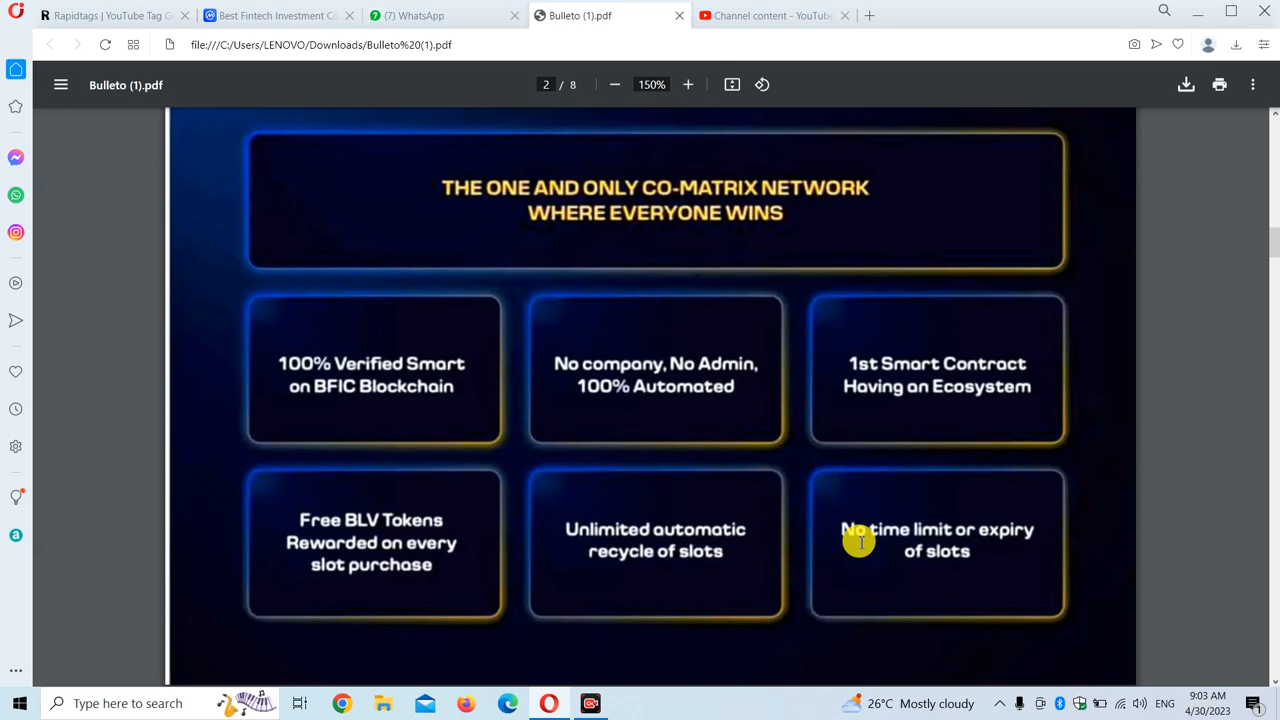 Rapidtags | YouTube Tag G
Best Fintech Investment Co
(7) WhatsApp
Bulleto (1).pdf
Channel content - YouTube
file:///C:/Users/LENOVO/Downloads/Bulleto%20(1).pdf
Bulleto (1).pdf
2 / 8
150%
THE ONE AND ONLY CO-MATRIX NETWORK
WHERE EVERYONE WINS
100% Verified Smart
on BFIC Blockchain
No company, No Admin,
100% Automated
1st Smart Contract
Having an Ecosystem
Free BLV Tokens
Rewarded on every
slot purchase
Unlimited automatic
recycle of slots
No time limit or expiry
of slots
Type here to search
26°C Mostly cloudy
ENG
9:03 AM
4/30/2023
1